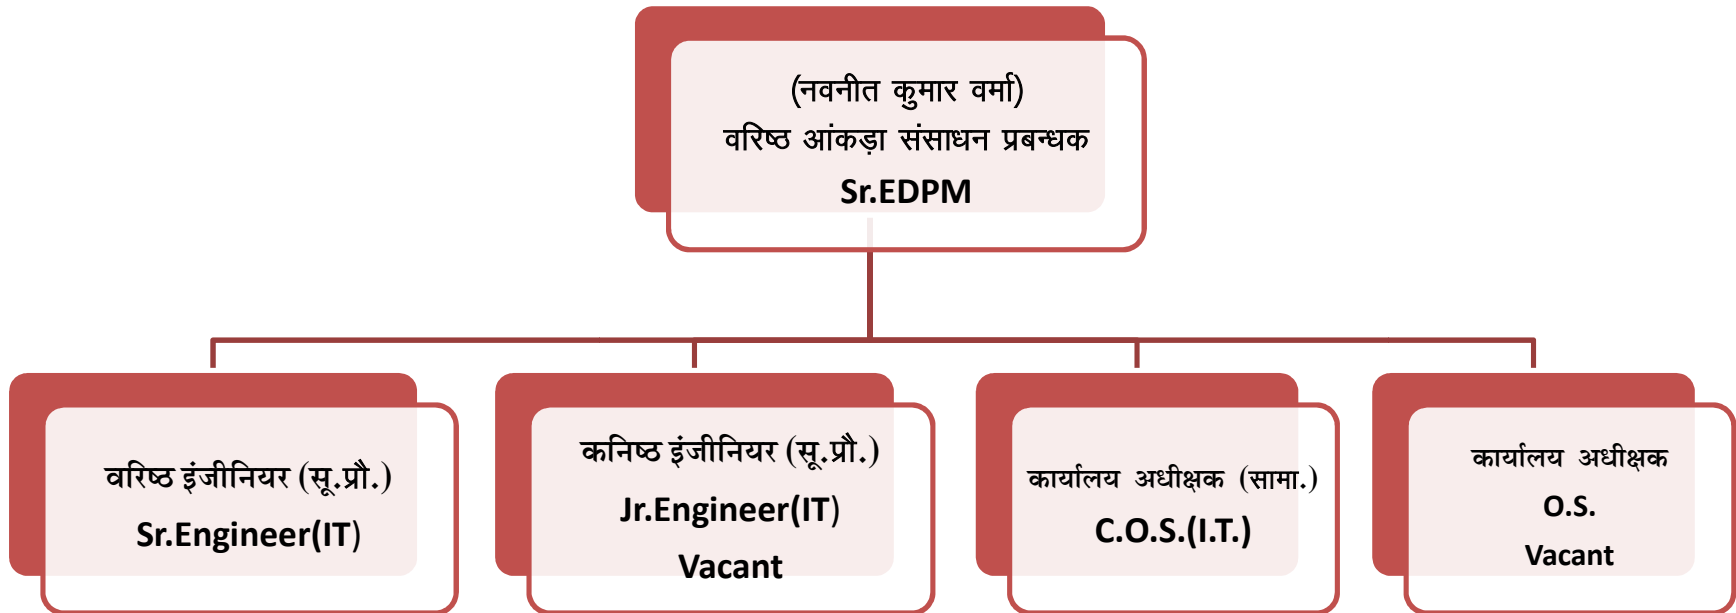 (नवनीत कुमार वर्मा)
वरिष्ठ आंकड़ा संसाधन प्रबन्धक
Sr.EDPM
वरिष्ठ इंजीनियर (सू.प्रौ.)
Sr.Engineer(IT)
कनिष्ठ इंजीनियर (सू.प्रौ.)
Jr.Engineer(IT)
Vacant
कार्यालय अधीक्षक (सामा.)
C.O.S.(I.T.)
कार्यालय अधीक्षक
O.S.
Vacant